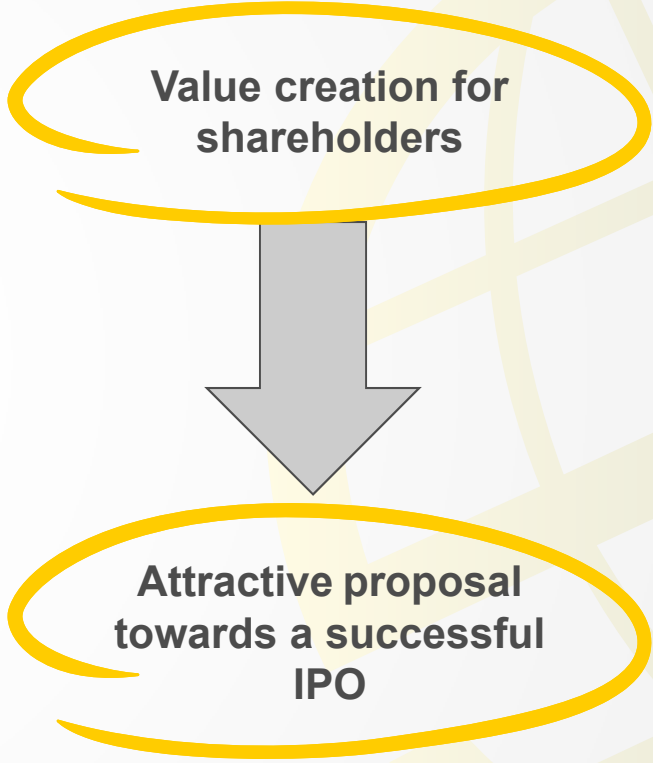 Value creation for
shareholders
Attractive proposal
towards a successful
IPO